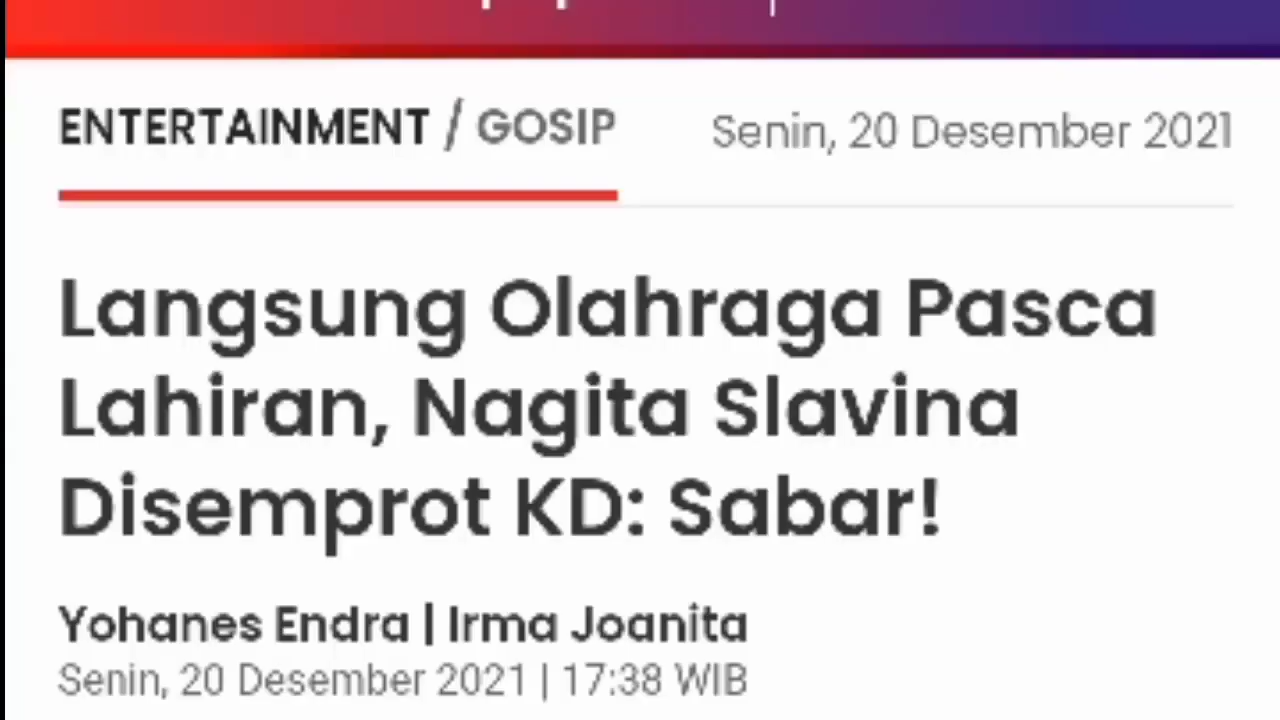 ENTERTAINMENT / GOSIP
Senin, 20 Desember 2021
Langsung Olahraga Pasca
Lahiran, Nagita Slavina
Disemprot KD: Sabar!
Yohanes Endra | Irma Joanita
Senin, 20 Desember 2021 | 17:38 WIB